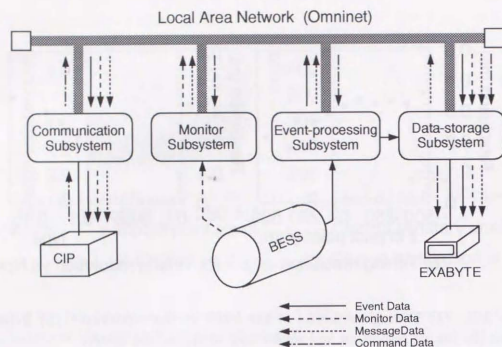 Local Area Network (Omninet)
Communication
Subsystem
Monitor
Subsystem
Event-processing
Subsystem
Data-storage
Subsystem
CIP
BESS
EXABYTE
Event Data
Monitor Data
MessageData
Command Data